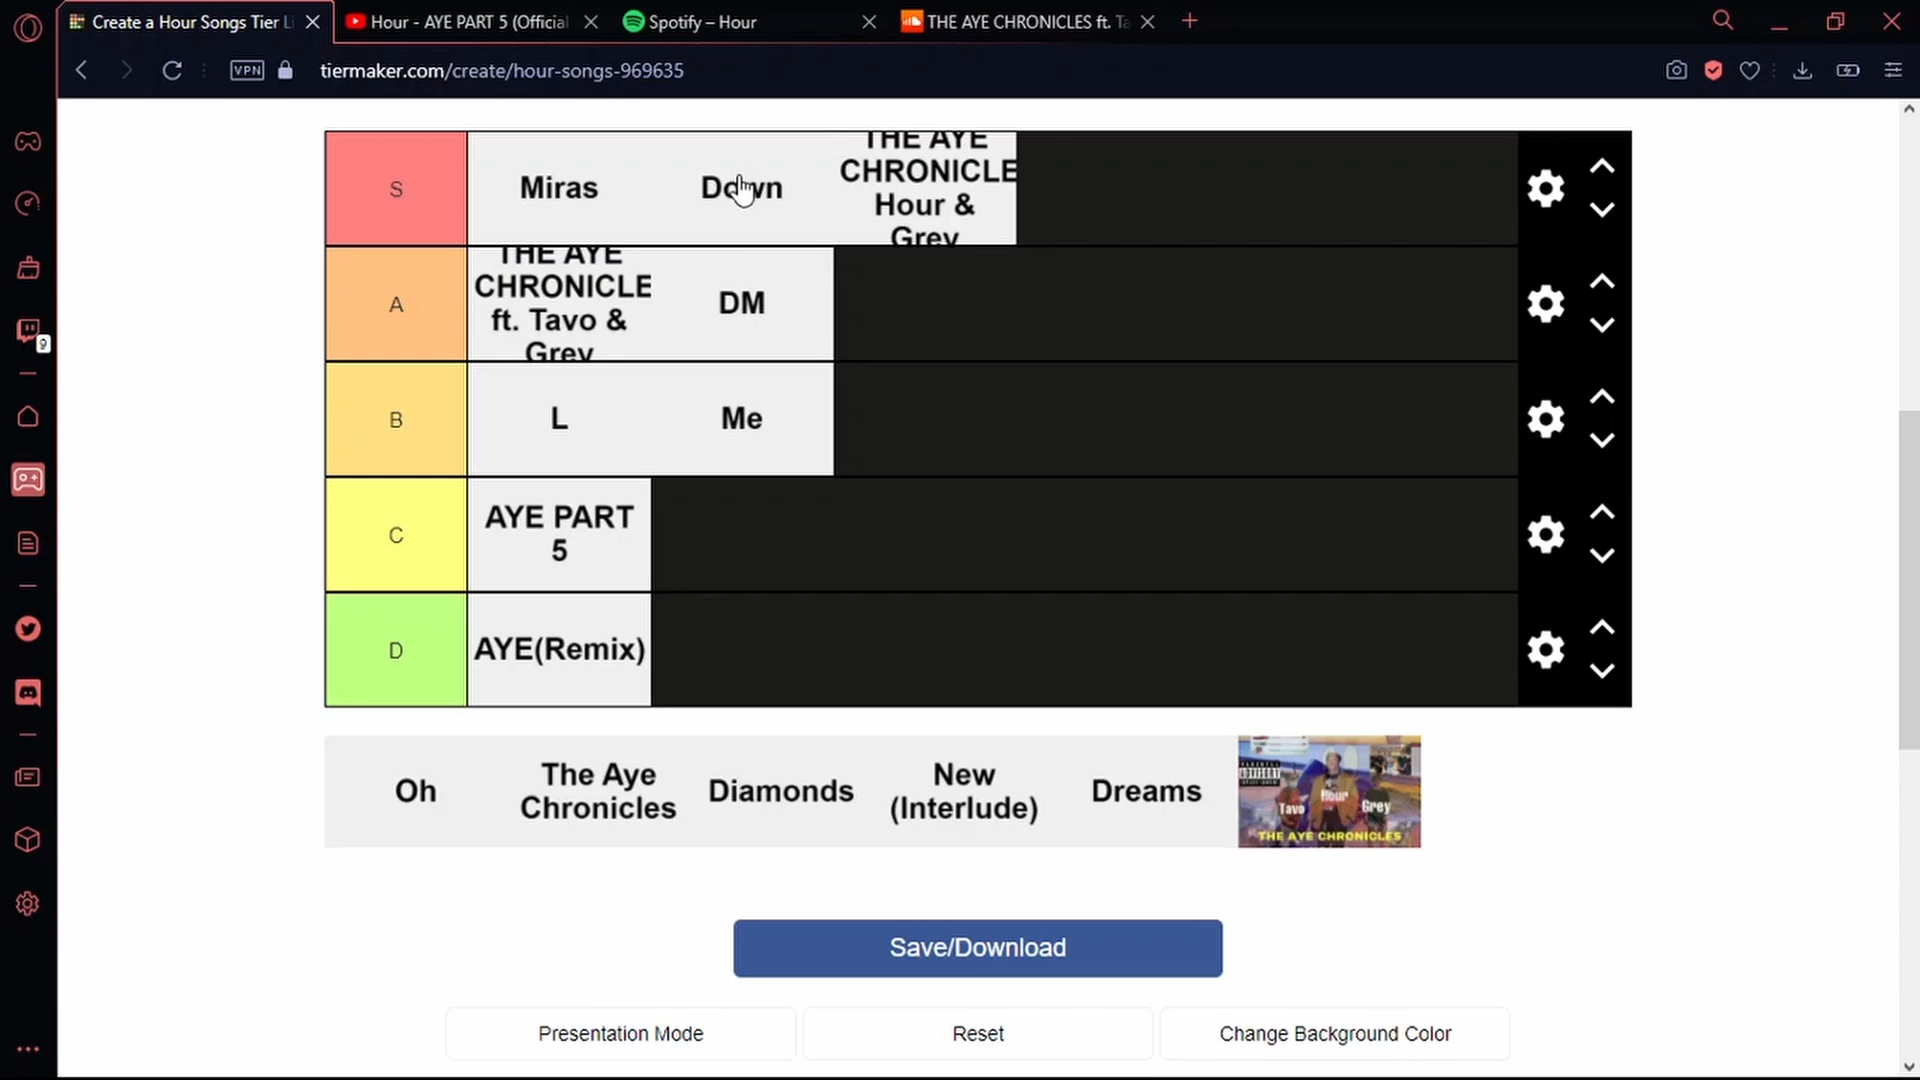 Create a Hour Songs Tier Li
Hour - AYE PART 5 (Official
Spotify – Hour
THE AYE CHRONICLES ft. Ta
VPN
tiermaker.com/create/hour-songs-969635
9
S
Miras
Down
THE AYE
CHRONICLE
Hour &
Grey
A
THE AYE
CHRONICLE
ft. Tavo &
Grey
DM
B
L
Me
C
AYE PART
5
D
AYE(Remix)
Oh
The Aye
Chronicles
Diamonds
New
(Interlude)
Dreams
Tavo
Hour
Grey
THE AYE CHRONICLES
Save/Download
Presentation Mode
Reset
Change Background Color